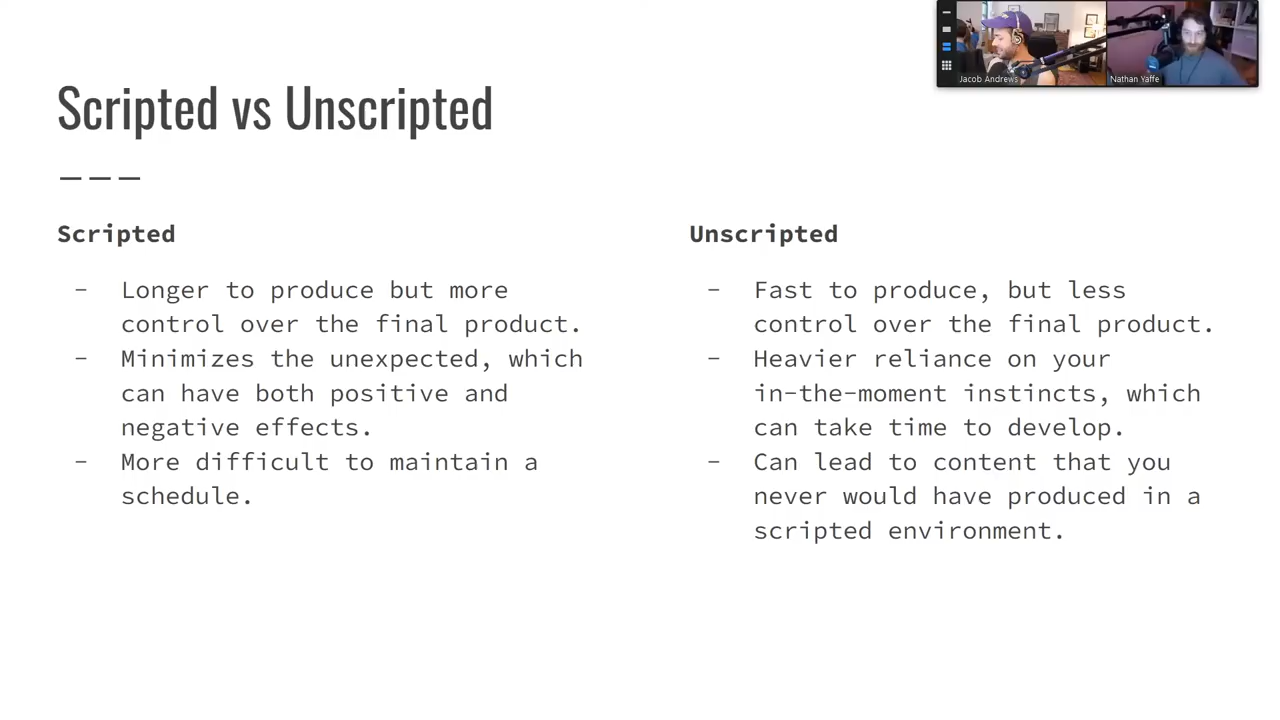 Jacob Andrews
Nathan Yaffe
Scripted vs Unscripted
———
Scripted
- Longer to produce but more
control over the final product.
- Minimizes the unexpected, which
can have both positive and
negative effects.
- More difficult to maintain a
schedule.
Unscripted
- Fast to produce, but less
control over the final product.
- Heavier reliance on your
in-the-moment instincts, which
can take time to develop.
- Can lead to content that you
never would have produced in a
scripted environment.